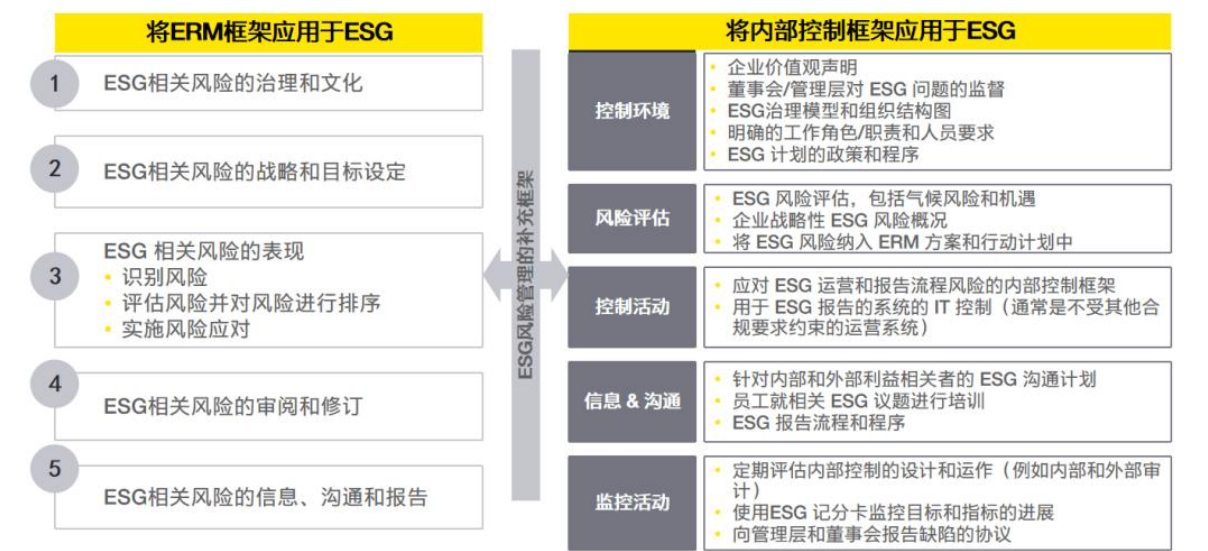 将ERM框架应用于ESG
1
ESG相关风险的治理和文化
2
ESG相关风险的战略和目标设定
3
ESG 相关风险的表现
• 识别风险
• 评估风险并对风险进行排序
• 实施风险应对
4
ESG相关风险的审阅和修订
5
ESG相关风险的信息、沟通和报告
ESG风险管理的补充框架
将内部控制框架应用于ESG
控制环境
• 企业价值观声明
• 董事会/管理层对 ESG 问题的监督
• ESG治理模型和组织结构图
• 明确的工作角色/职责和人员要求
• ESG 计划的政策和程序
风险评估
• ESG 风险评估，包括气候风险和机遇
• 企业战略性 ESG 风险概况
• 将 ESG 风险纳入 ERM 方案和行动计划中
控制活动
• 应对 ESG 运营和报告流程风险的内部控制框架
• 用于 ESG 报告的系统的 IT 控制（通常是不受其他合
规要求约束的运营系统）
信息 & 沟通
• 针对内部和外部利益相关者的 ESG 沟通计划
• 员工就相关 ESG 议题进行培训
• ESG 报告流程和程序
监控活动
• 定期评估内部控制的设计和运作（例如内部和外部审
计）
• 使用ESG 记分卡监控目标和指标的进展
• 向管理层和董事会报告缺陷的协议